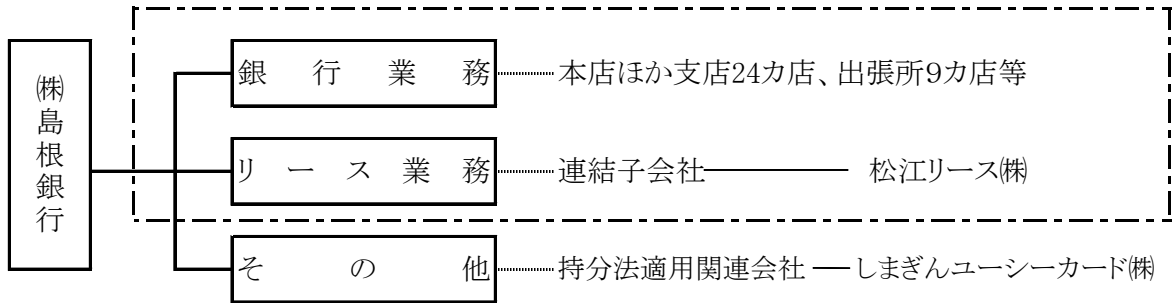 ㈱島根銀行
銀行業務 本店ほか支店24カ店、出張所9カ店等
リース業務 連結子会社 松江リース㈱
その他 持分法適用関連会社 しまぎんユーシーカード㈱